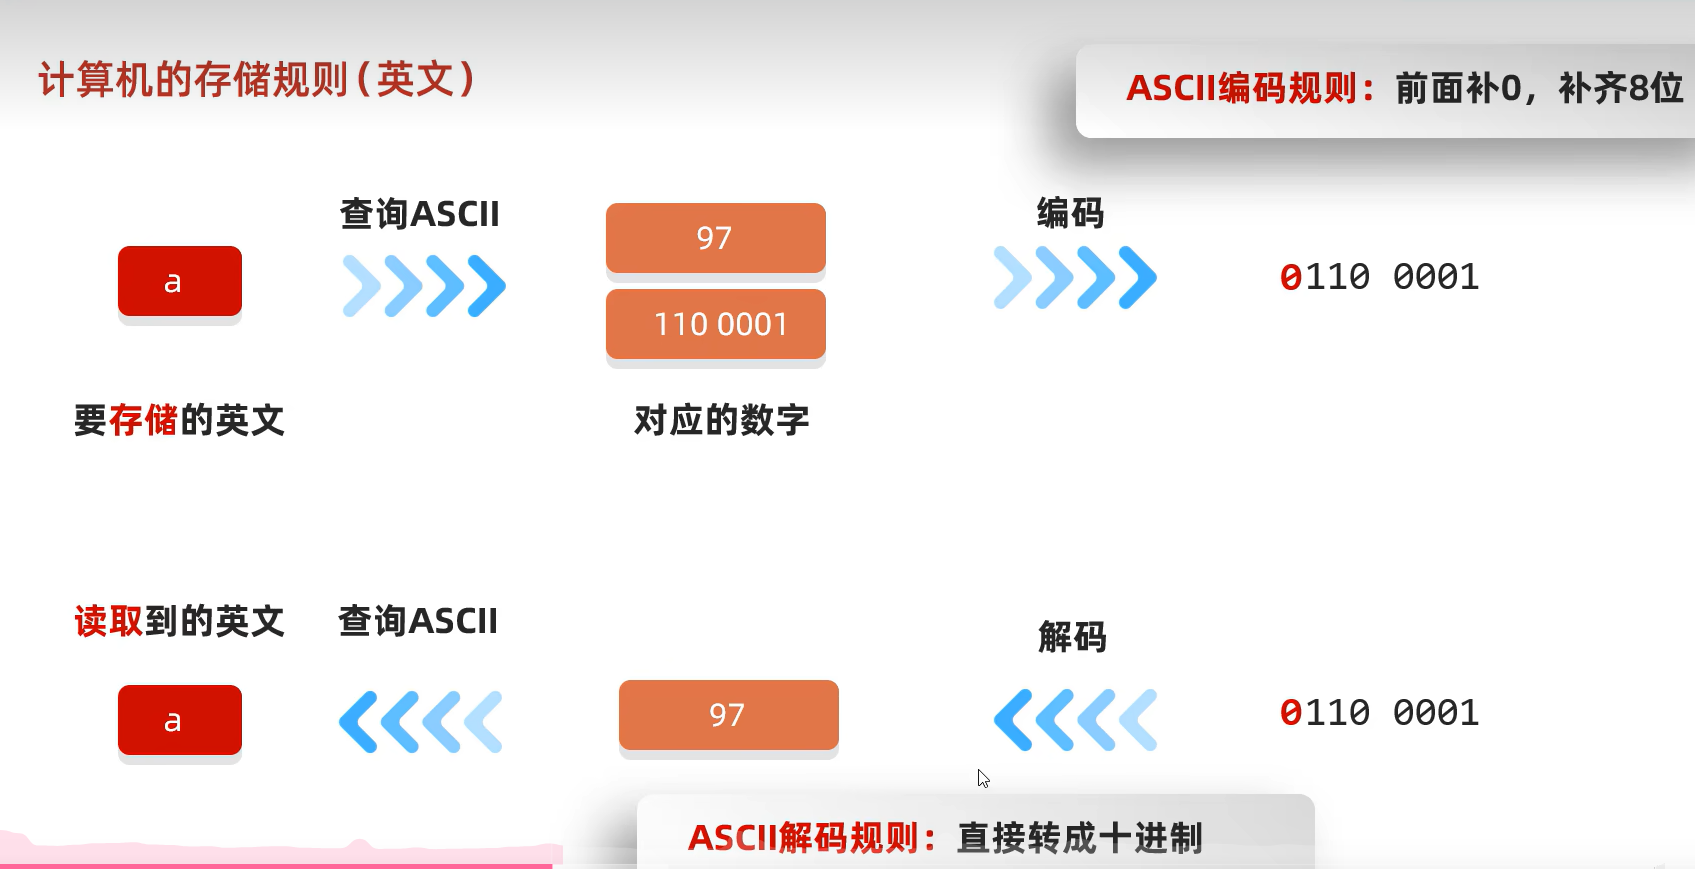 计算机的存储规则(英文)
ASCII编码规则：前面补0，补齐8位
查询ASCII
编码
a
97
110 0001
0110 0001
要存储的英文
对应的数字
读取到的英文
查询ASCII
解码
a
97
0110 0001
ASCII解码规则：直接转成十进制